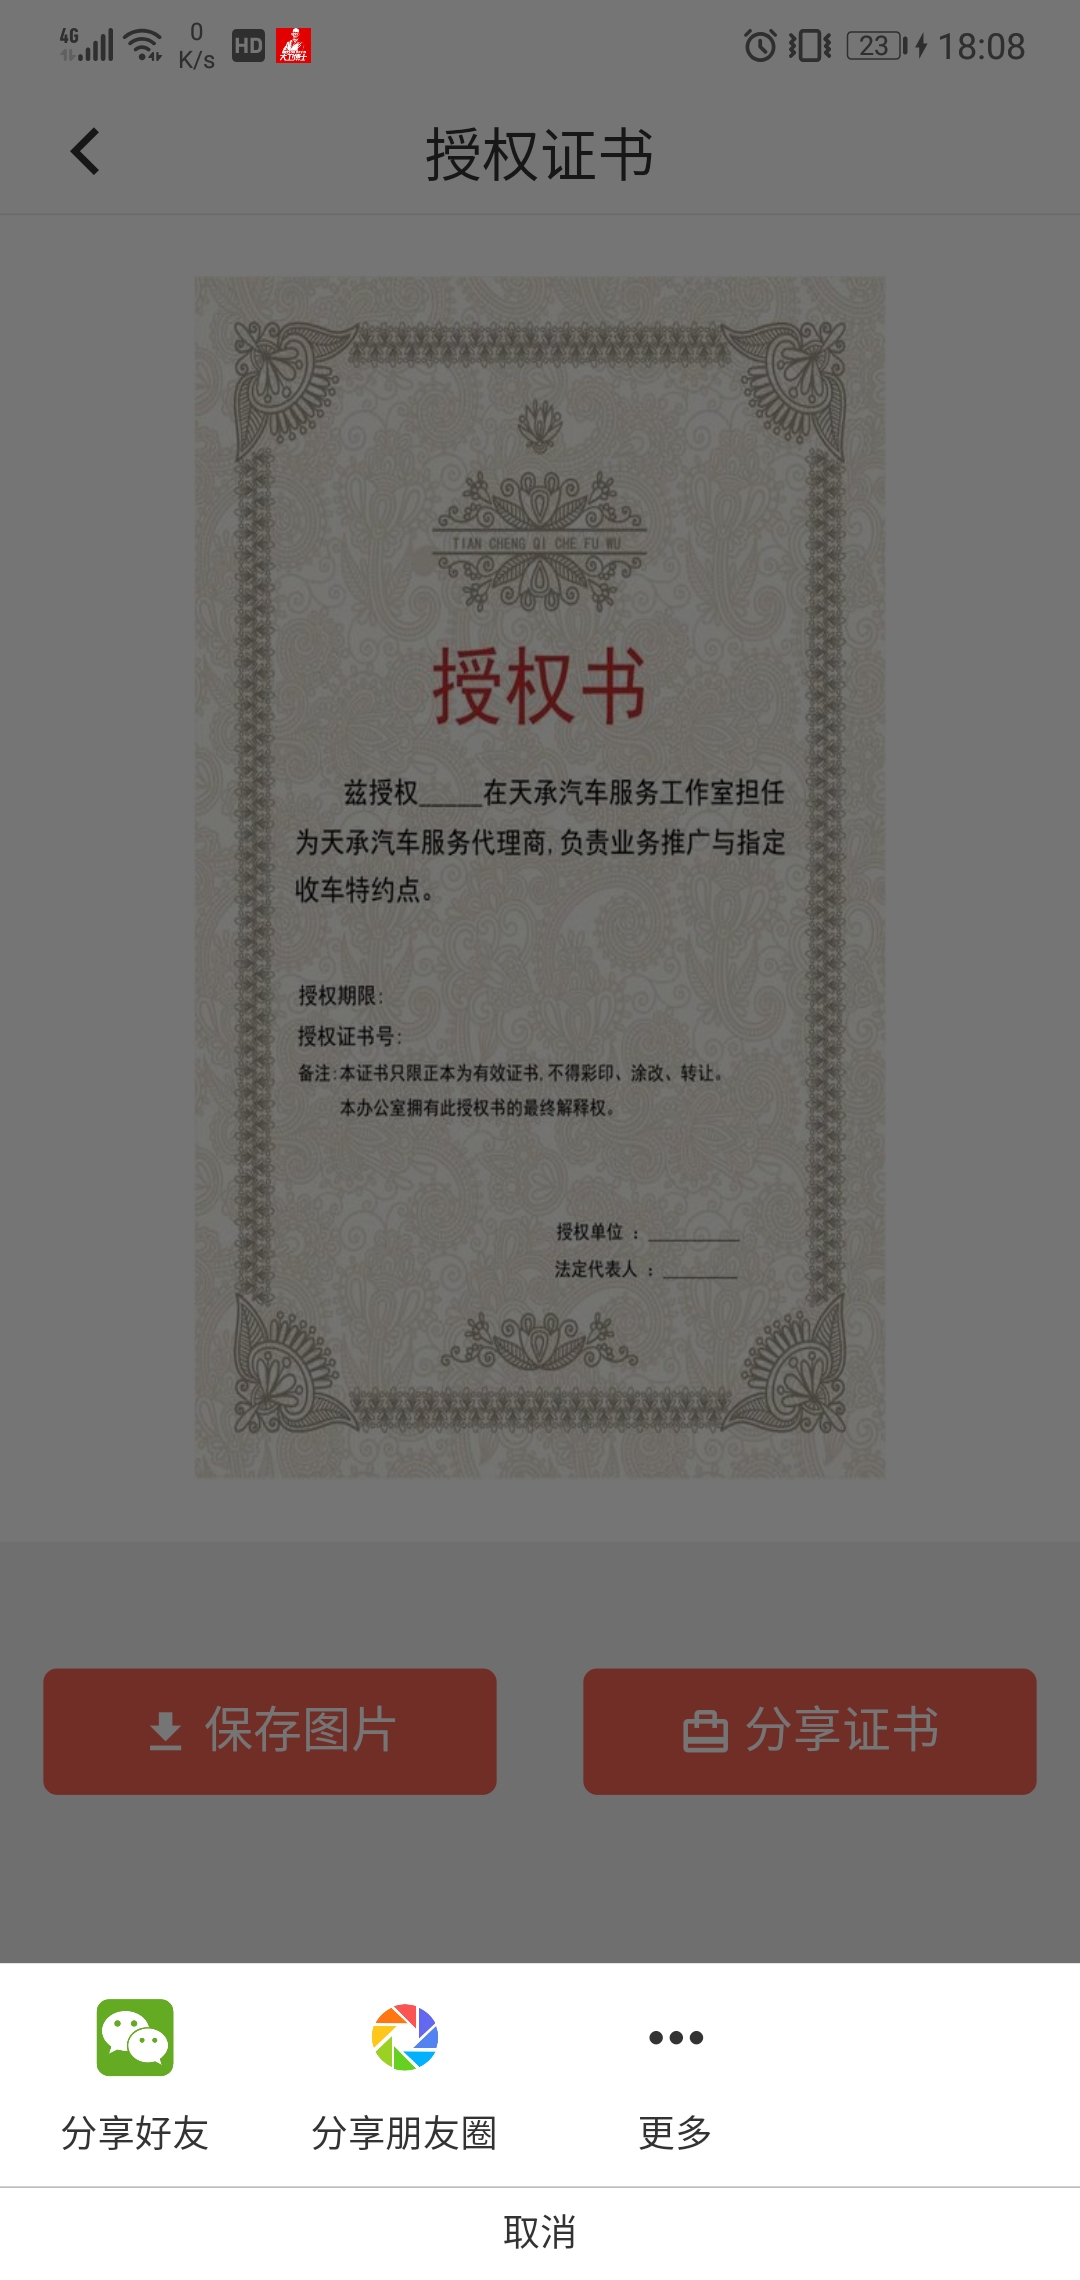 4G 0 K/s HD 23 18:08
授权证书
TIAN CHENG QI CHE FU WU
授权书
兹授权_____在天承汽车服务工作室担任
为天承汽车服务代理商,负责业务推广与指定
收车特约点。
授权期限:
授权证书号:
备注:本证书只限正本为有效证书,不得彩印、涂改、转让。
本办公室拥有此授权书的最终解释权。
授权单位 : _________
法定代表人 : ________
保存图片 分享证书
分享好友 分享朋友圈 更多
取消